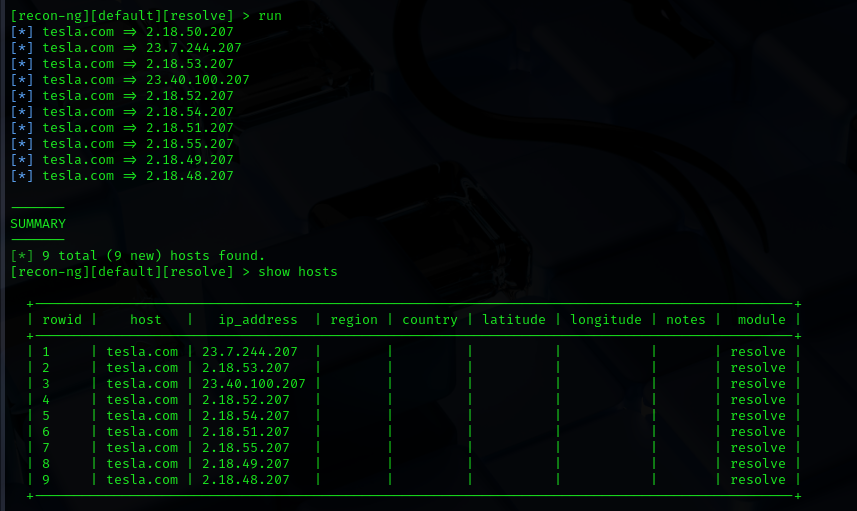 [recon-ng][default][resolve] > run
[*] tesla.com ⇒ 2.18.50.207
[*] tesla.com ⇒ 23.7.244.207
[*] tesla.com ⇒ 2.18.53.207
[*] tesla.com ⇒ 23.40.100.207
[*] tesla.com ⇒ 2.18.52.207
[*] tesla.com ⇒ 2.18.54.207
[*] tesla.com ⇒ 2.18.51.207
[*] tesla.com ⇒ 2.18.55.207
[*] tesla.com ⇒ 2.18.49.207
[*] tesla.com ⇒ 2.18.48.207
-------
SUMMARY
-------
[*] 9 total (9 new) hosts found.
[recon-ng][default][resolve] > show hosts
| rowid | host | ip_address | region | country | latitude | longitude | notes | module |
| 1 | tesla.com | 23.7.244.207 | | | | | | resolve |
| 2 | tesla.com | 2.18.53.207 | | | | | | resolve |
| 3 | tesla.com | 23.40.100.207 | | | | | | resolve |
| 4 | tesla.com | 2.18.52.207 | | | | | | resolve |
| 5 | tesla.com | 2.18.54.207 | | | | | | resolve |
| 6 | tesla.com | 2.18.51.207 | | | | | | resolve |
| 7 | tesla.com | 2.18.55.207 | | | | | | resolve |
| 8 | tesla.com | 2.18.49.207 | | | | | | resolve |
| 9 | tesla.com | 2.18.48.207 | | | | | | resolve |